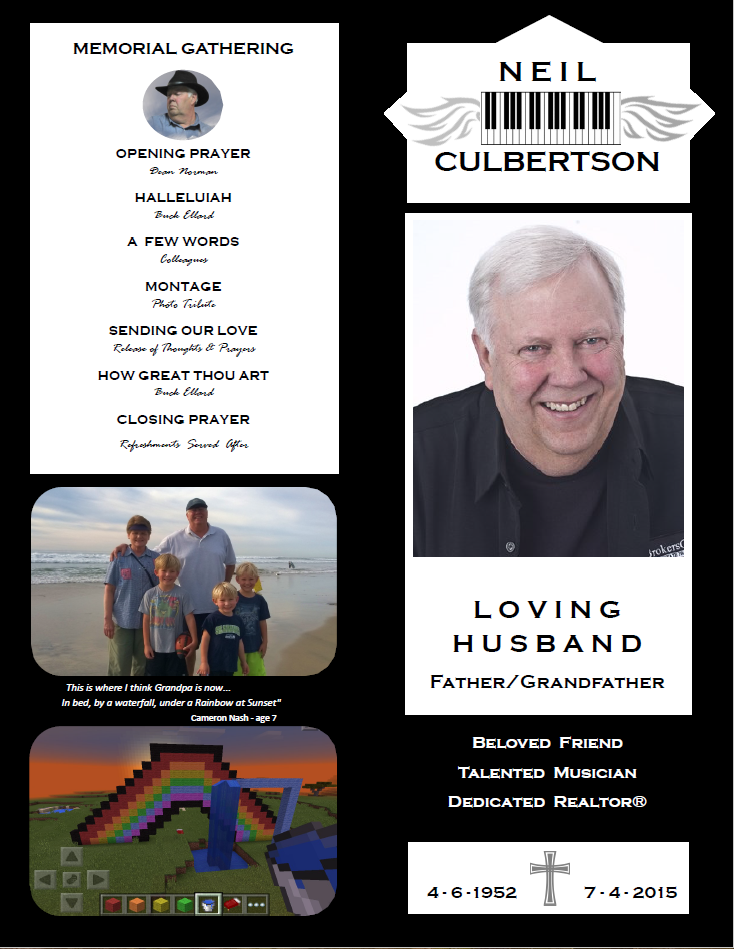 MEMORIAL GATHERING
OPENING PRAYER
Dean Norman
HALLELUIAH
Buck Ellard
A FEW WORDS
Colleagues
MONTAGE
Photo Tribute
SENDING OUR LOVE
Release of Thoughts & Prayers
HOW GREAT THOU ART
Buck Ellard
CLOSING PRAYER
Refreshments Served After
This is where I think Grandpa is now...
In bed, by a waterfall, under a Rainbow at Sunset"
Cameron Nash - age 7
NEIL
CULBERTSON
LOVING
HUSBAND
FATHER/GRANDFATHER
BELOVED FRIEND
TALENTED MUSICIAN
DEDICATED REALTOR®
4-6-1952 7-4-2015